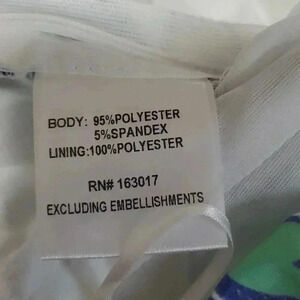 BODY: 95%POLYESTER
5%SPANDEX
LINING:100%POLYESTER
RN# 163017
EXCLUDING EMBELLISHMENTS